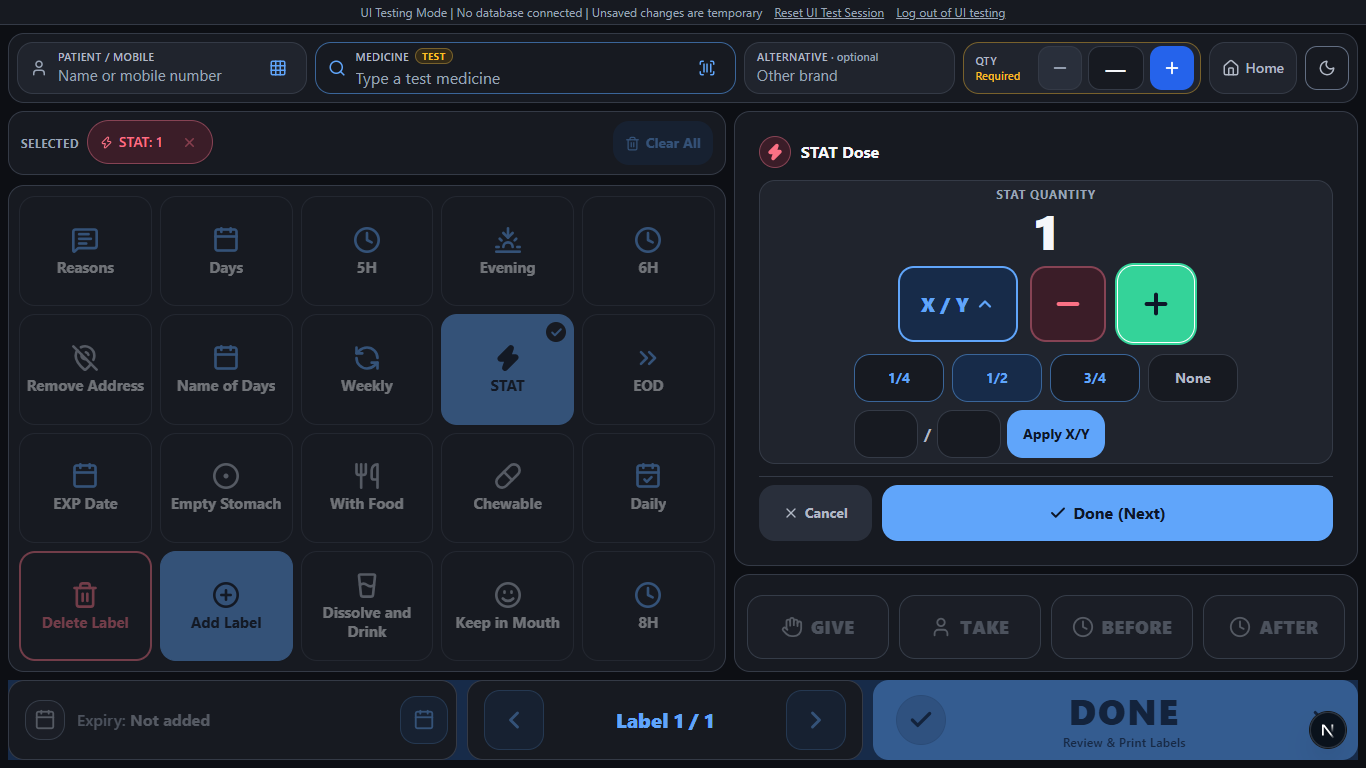 UI Testing Mode | No database connected | Unsaved changes are temporary Reset UI Test Session Log out of UI testing
PATIENT / MOBILE
Name or mobile number
MEDICINE TEST
Type a test medicine
ALTERNATIVE · optional
Other brand
QTY
Required
− — +
Home
SELECTED
STAT: 1 ×
Clear All
Reasons
Days
5H
Evening
6H
Remove Address
Name of Days
Weekly
STAT
EOD
EXP Date
Empty Stomach
With Food
Chewable
Daily
Delete Label
Add Label
Dissolve and
Drink
Keep in Mouth
8H
STAT Dose
STAT QUANTITY
1
X / Y
− +
1/4
1/2
3/4
None
/
Apply X/Y
Cancel
Done (Next)
GIVE
TAKE
BEFORE
AFTER
Expiry: Not added
Label 1 / 1
DONE
Review & Print Labels
N